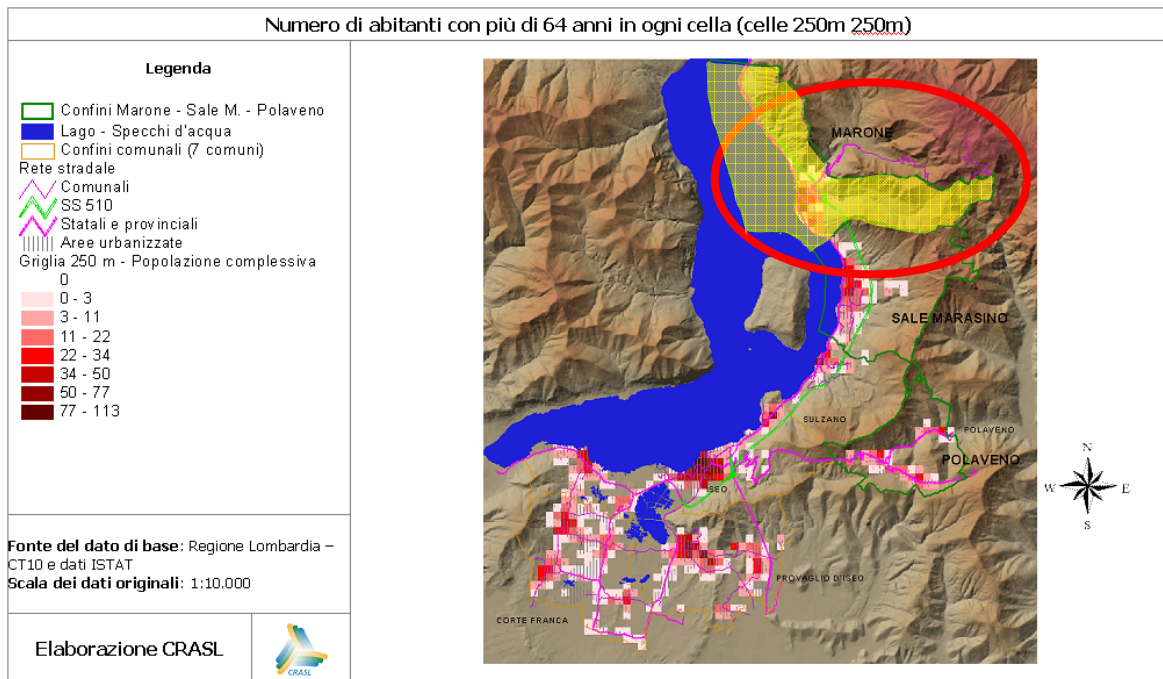 Numero di abitanti con più di 64 anni in ogni cella (celle 250m 250m)
Legenda
Confini Marone - Sale M. - Polaveno
Lago - Specchi d'acqua
Confini comunali (7 comuni)
Rete stradale
Comunali
SS 510
Statali e provinciali
Aree urbanizzate
Griglia 250 m - Popolazione complessiva
0
0 - 3
3 - 11
11 - 22
22 - 34
34 - 50
50 - 77
77 - 113
Fonte del dato di base: Regione Lombardia –
CT10 e dati ISTAT
Scala dei dati originali: 1:10.000
Elaborazione CRASL
CRASL
MARONE
SALE MARASINO
SULZANO
POLAVENO
POLAVENO
ISEO
PROVAGLIO D'ISEO
CORTE FRANCA
N
W E
S